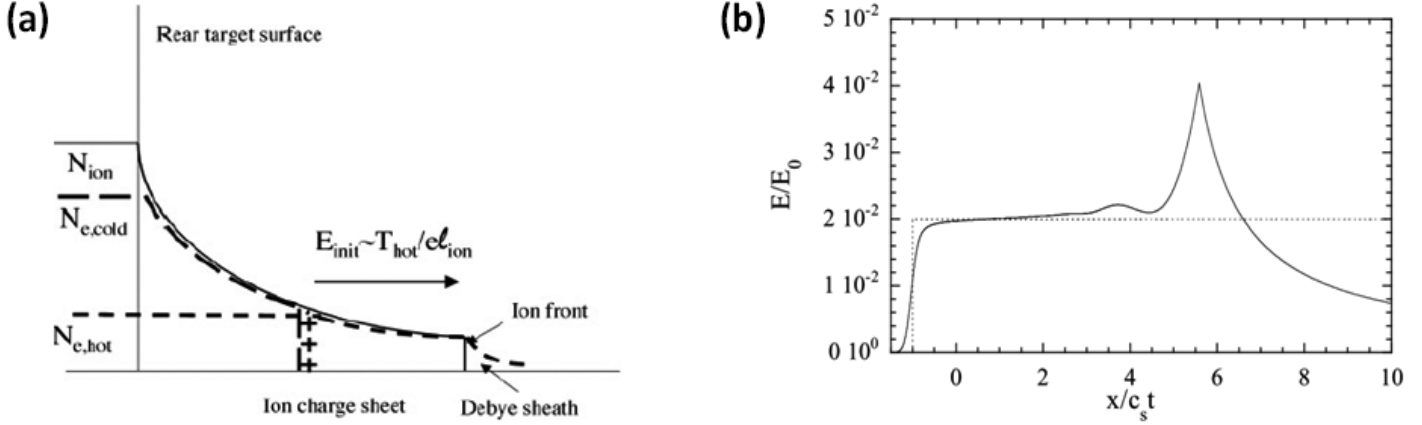 (a)
Rear target surface
N_ion
N_e,cold
E_init~T_hot/eℓ_ion
Ion front
N_e,hot
+
+
+
Ion charge sheet
Debye sheath
(b)
5 10^-2
4 10^-2
3 10^-2
2 10^-2
1 10^-2
0 10^0
E/E_0
0
2
4
6
8
10
x/c_s t